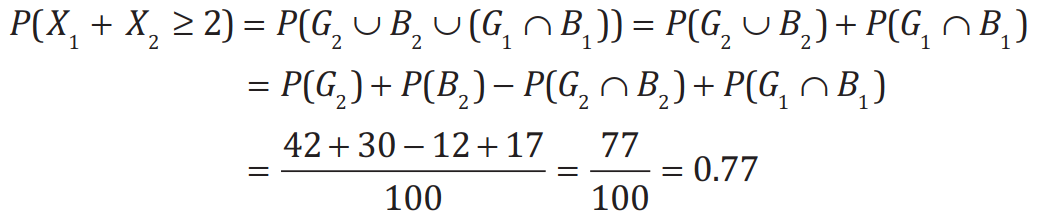 P(X₁ + X₂ ≥ 2) = P(G₂ ∪ B₂ ∪ (G₁ ∩ B₁)) = P(G₂ ∪ B₂) + P(G₁ ∩ B₁)
= P(G₂) + P(B₂) − P(G₂ ∩ B₂) + P(G₁ ∩ B₁)
= (42 + 30 − 12 + 17)/100 = 77/100 = 0.77